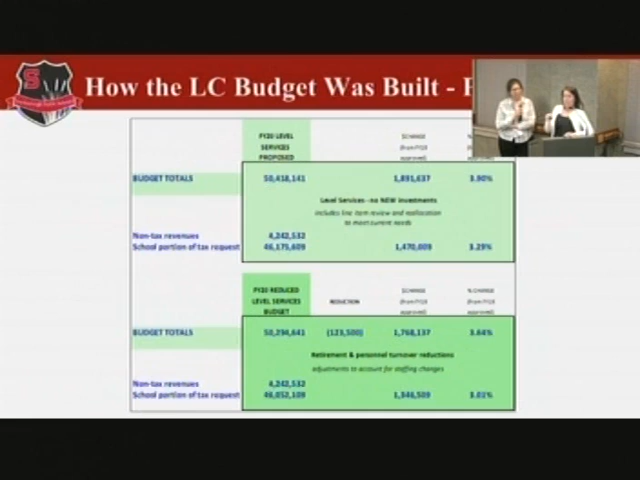 S
How the LC Budget Was Built -
FY20 LEVEL SERVICES PROPOSED
$ CHANGE (from FY19 approved)
BUDGET TOTALS 50,418,141 1,891,637 3.90%
Level Services - no NEW investments
includes line item review and reallocation
to meet current needs
Non-tax revenues 4,242,532
School portion of tax request 46,175,609 1,470,009 3.29%
FY20 REDUCED LEVEL SERVICES BUDGET
REDUCTION
$ CHANGE (from FY19 approved)
% CHANGE (from FY19 approved)
BUDGET TOTALS 50,294,641 (123,500) 1,768,137 3.64%
Retirement & personnel turnover reductions
adjustments to account for staffing changes
Non-tax revenues 4,242,532
School portion of tax request 46,052,109 1,346,509 3.01%